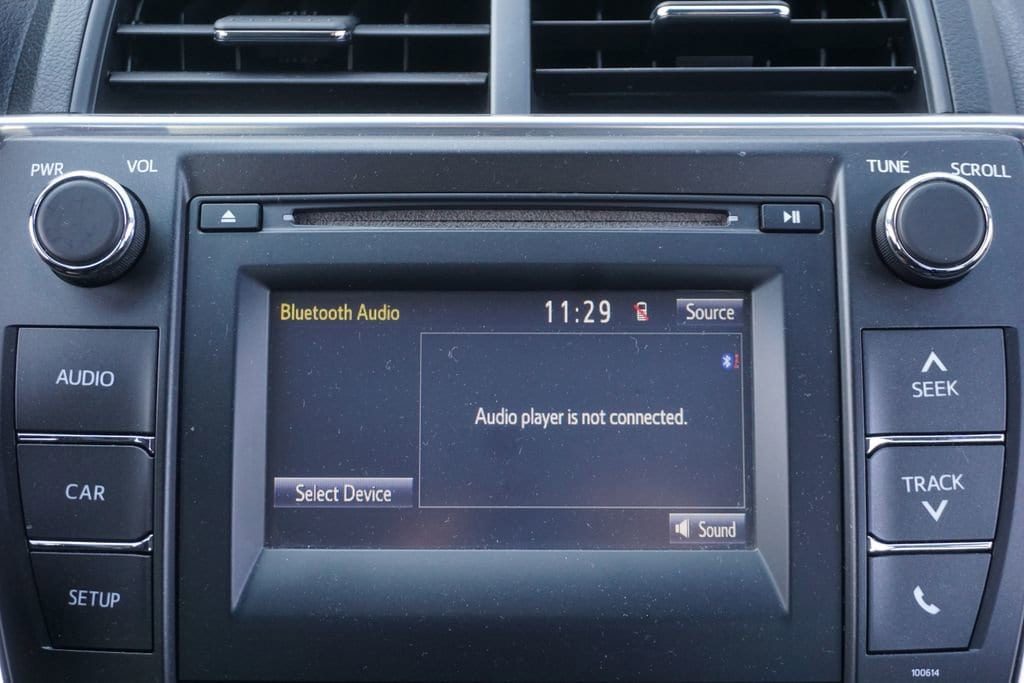 PWR VOL
TUNE SCROLL
Bluetooth Audio 11:29 Source
Audio player is not connected.
Select Device
Sound
AUDIO
CAR
SETUP
SEEK
TRACK
100614